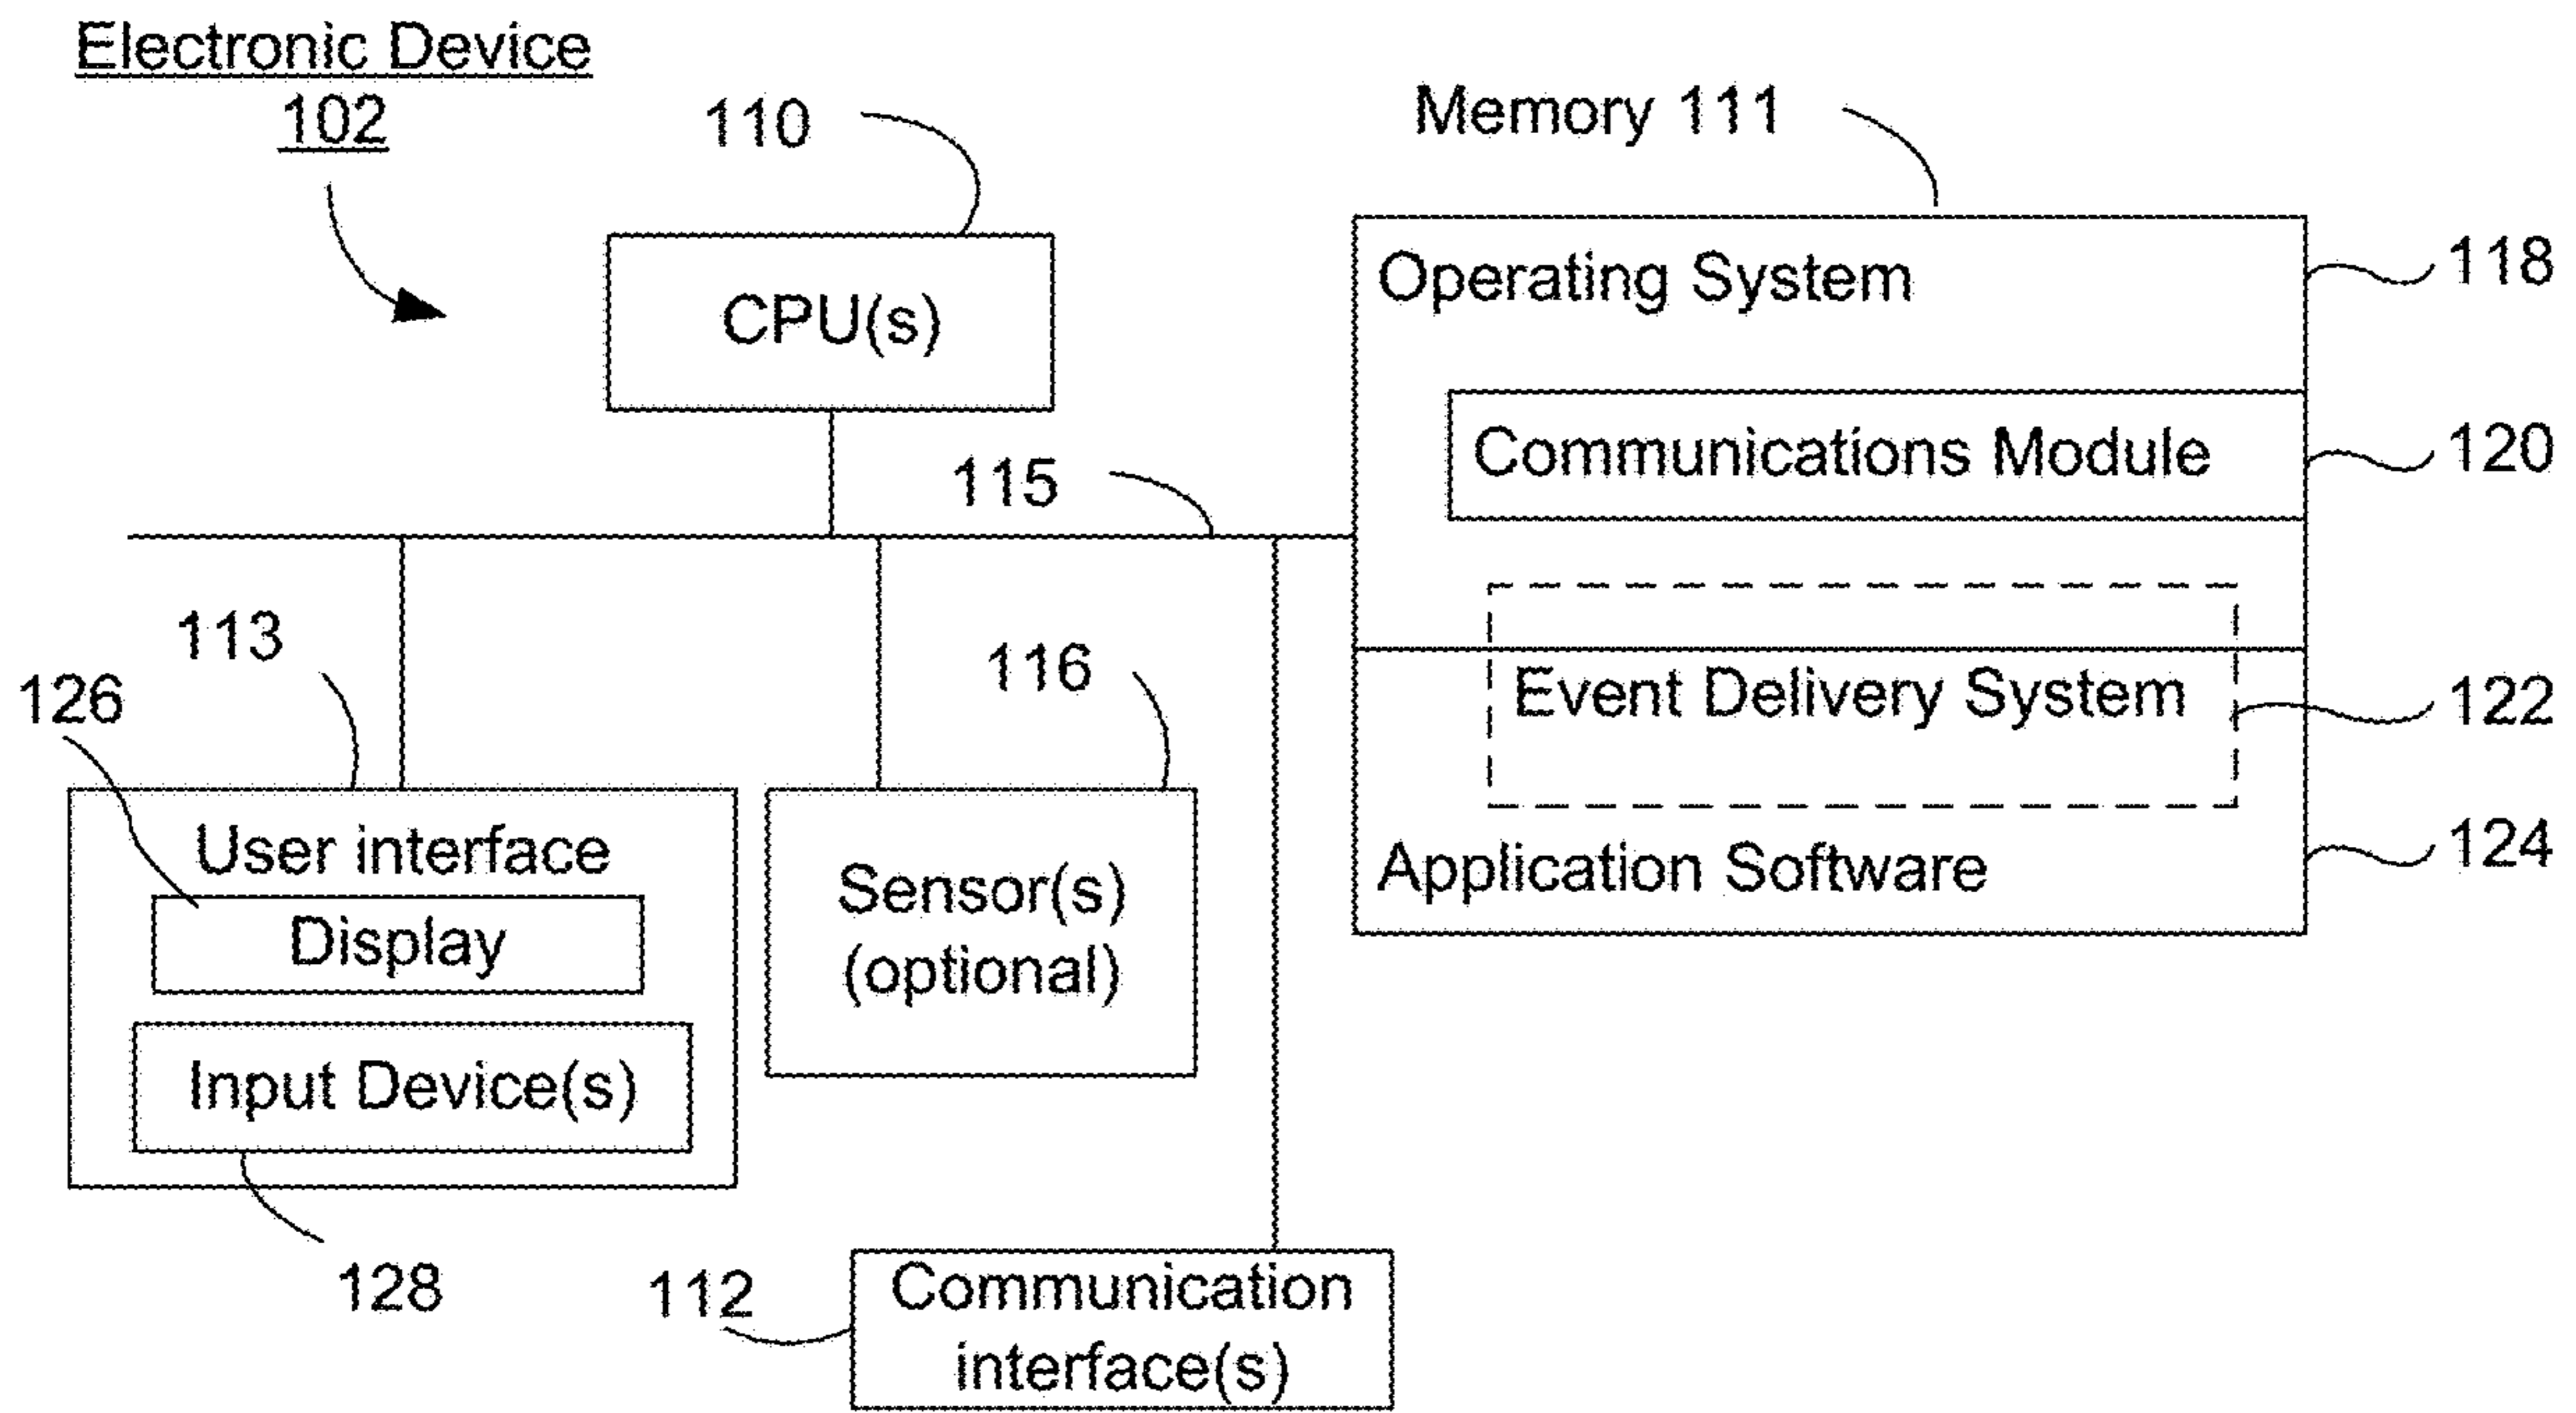 Electronic Device
102
110
Memory 111
CPU(s)
Operating System
118
Communications Module
120
115
113
116
126
Event Delivery System
122
User interface
Display
Input Device(s)
Sensor(s)
(optional)
Application Software
124
128
112
Communication
interface(s)